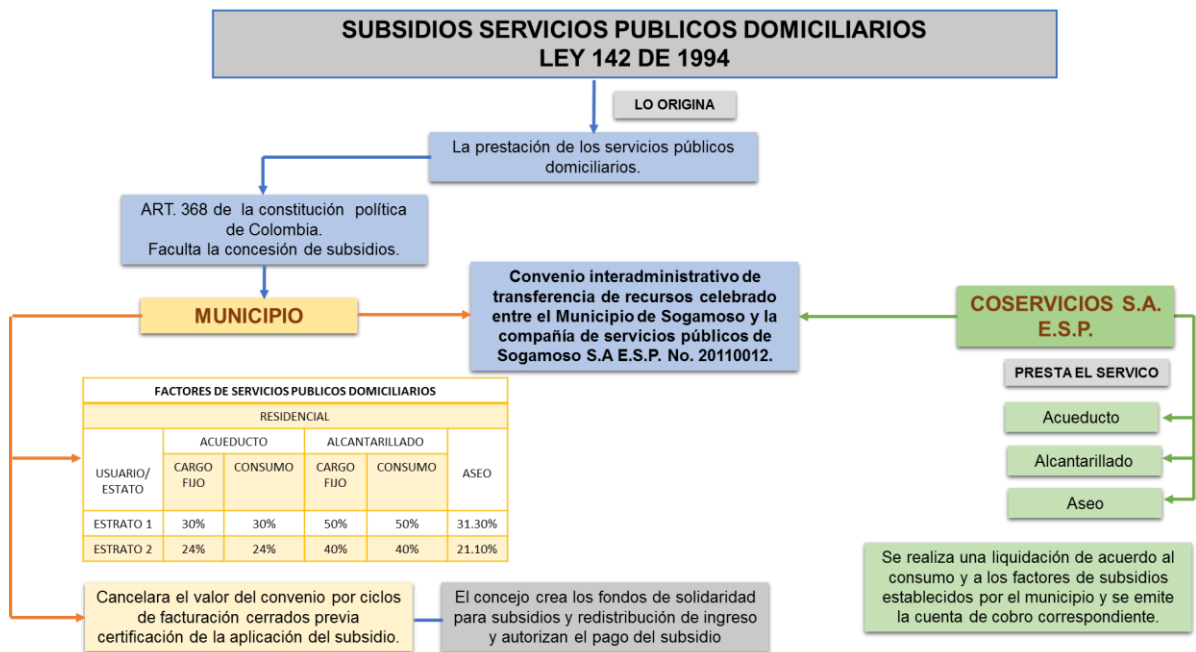 SUBSIDIOS SERVICIOS PUBLICOS DOMICILIARIOS
LEY 142 DE 1994
LO ORIGINA
La prestación de los servicios públicos
domiciliarios.
ART. 368 de la constitución política
de Colombia.
Faculta la concesión de subsidios.
MUNICIPIO
Convenio interadministrativo de
transferencia de recursos celebrado
entre el Municipio de Sogamoso y la
compañía de servicios públicos de
Sogamoso S.A E.S.P. No. 20110012.
COSERVICIOS S.A.
E.S.P.
PRESTA EL SERVICO
Acueducto
Alcantarillado
Aseo
FACTORES DE SERVICIOS PUBLICOS DOMICILIARIOS
RESIDENCIAL
USUARIO/
ESTATO
ACUEDUCTO
ALCANTARILLADO
ASEO
CARGO
FIJO
CONSUMO
CARGO
FIJO
CONSUMO
ESTRATO 1 30% 30% 50% 50% 31.30%
ESTRATO 2 24% 24% 40% 40% 21.10%
Se realiza una liquidación de acuerdo al
consumo y a los factores de subsidios
establecidos por el municipio y se emite
la cuenta de cobro correspondiente.
Cancelara el valor del convenio por ciclos
de facturación cerrados previa
certificación de la aplicación del subsidio.
El concejo crea los fondos de solidaridad
para subsidios y redistribución de ingreso
y autorizan el pago del subsidio